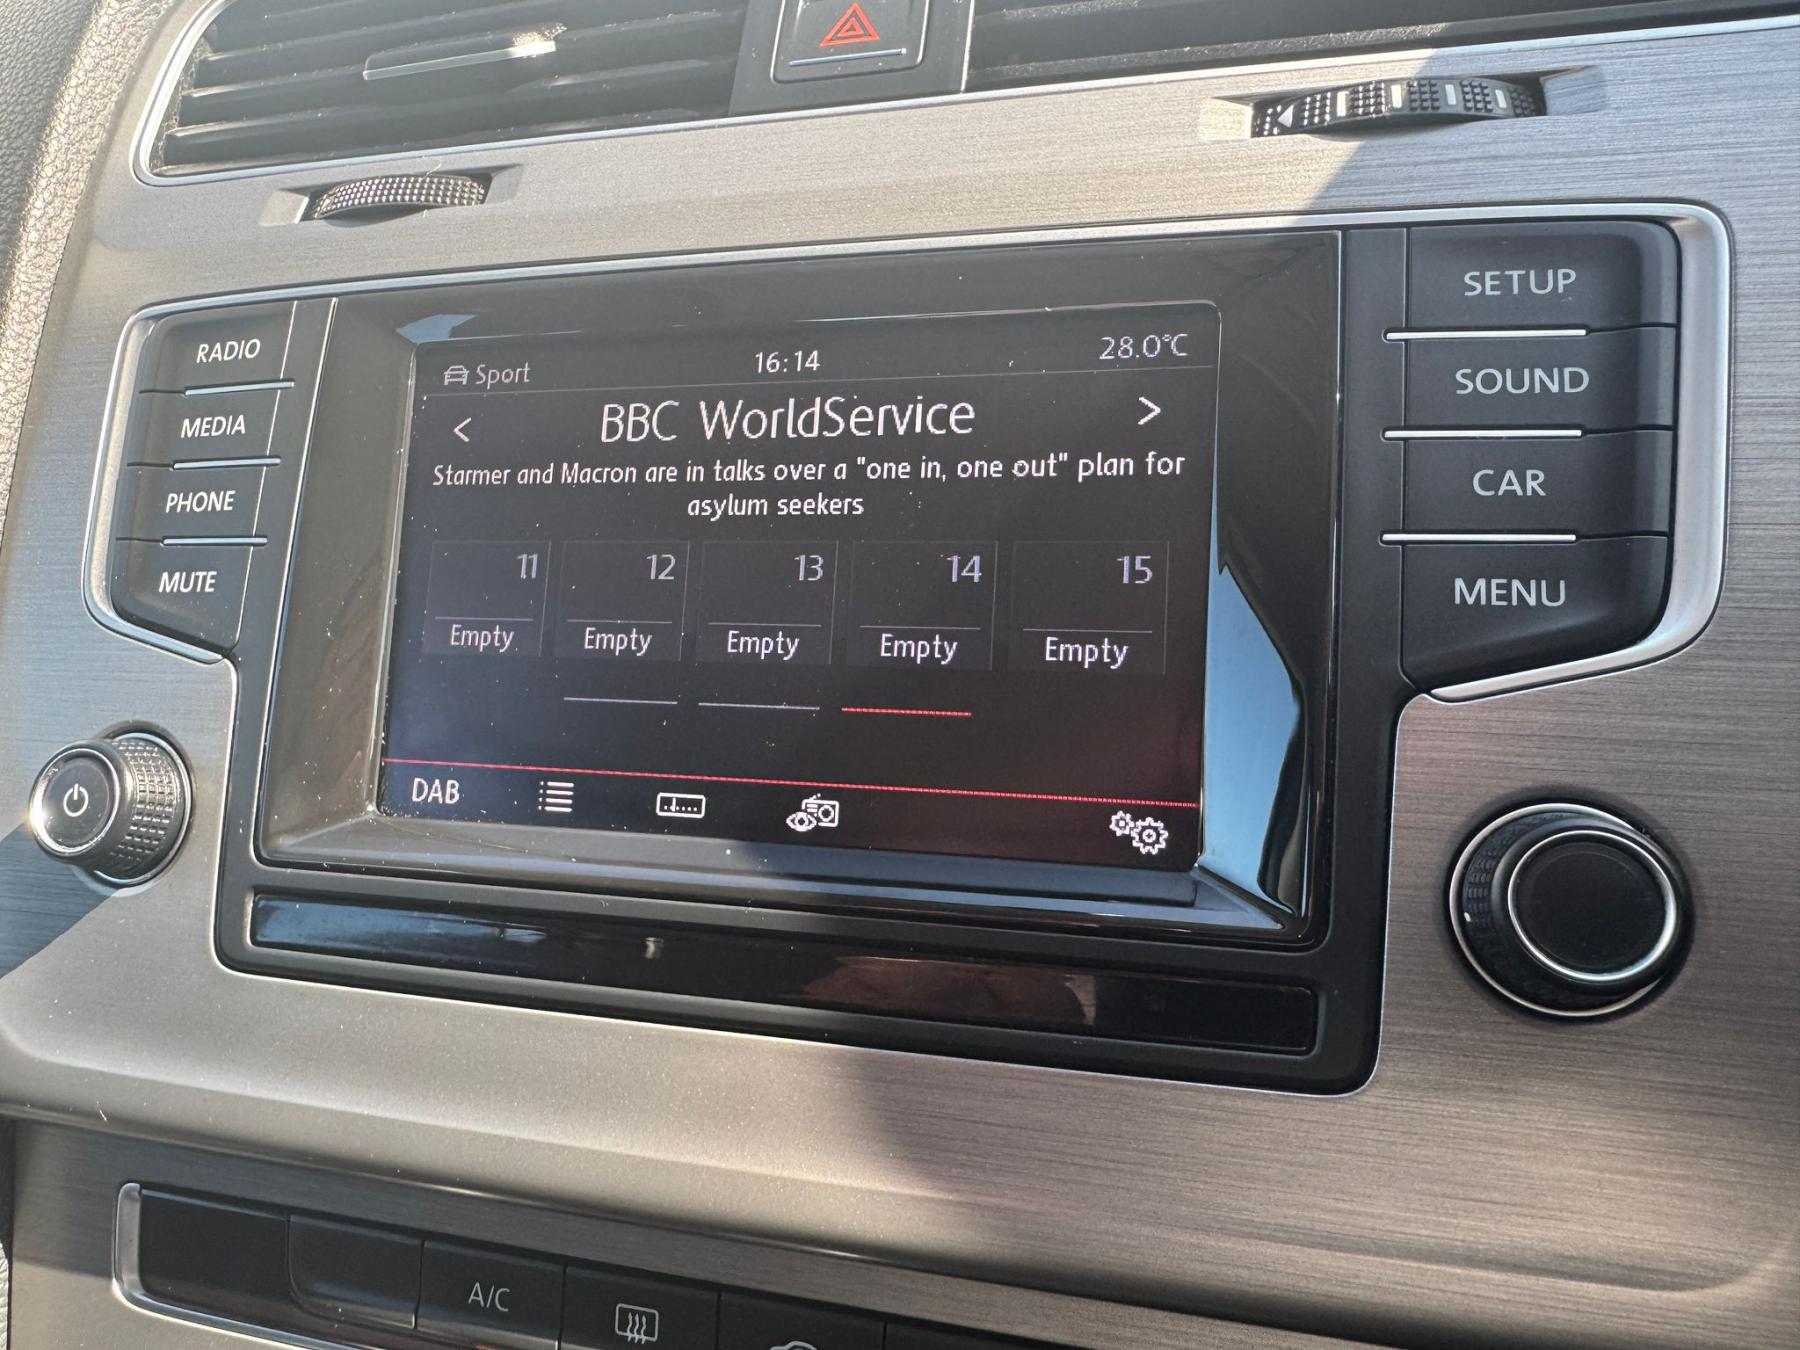 RADIO
MEDIA
PHONE
MUTE
Sport 16:14 28.0°C
< BBC WorldService >
Starmer and Macron are in talks over a "one in, one out" plan for
asylum seekers
11 12 13 14 15
Empty Empty Empty Empty Empty
DAB
SETUP
SOUND
CAR
MENU
A/C